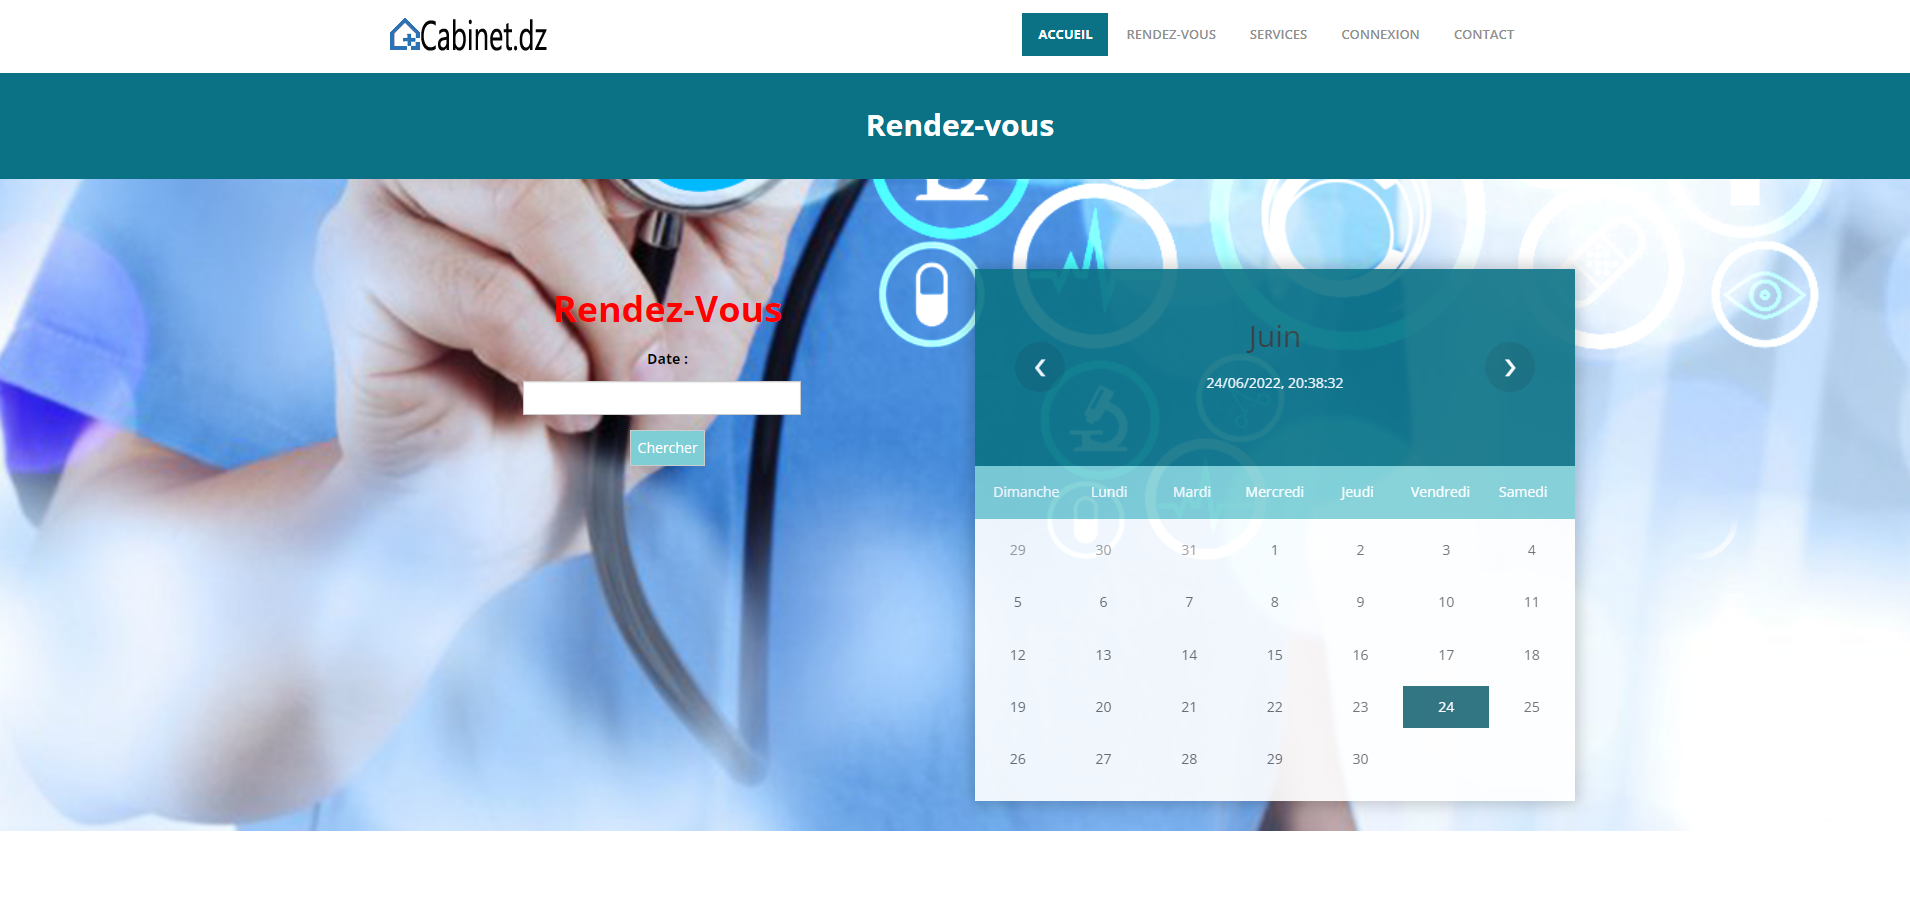 Cabinet.dz
ACCUEIL RENDEZ-VOUS SERVICES CONNEXION CONTACT
Rendez-vous
Rendez-Vous
Date :
Chercher
❮ Juin ❯
24/06/2022, 20:38:32
Dimanche Lundi Mardi Mercredi Jeudi Vendredi Samedi
29 30 31 1 2 3 4
5 6 7 8 9 10 11
12 13 14 15 16 17 18
19 20 21 22 23 24 25
26 27 28 29 30